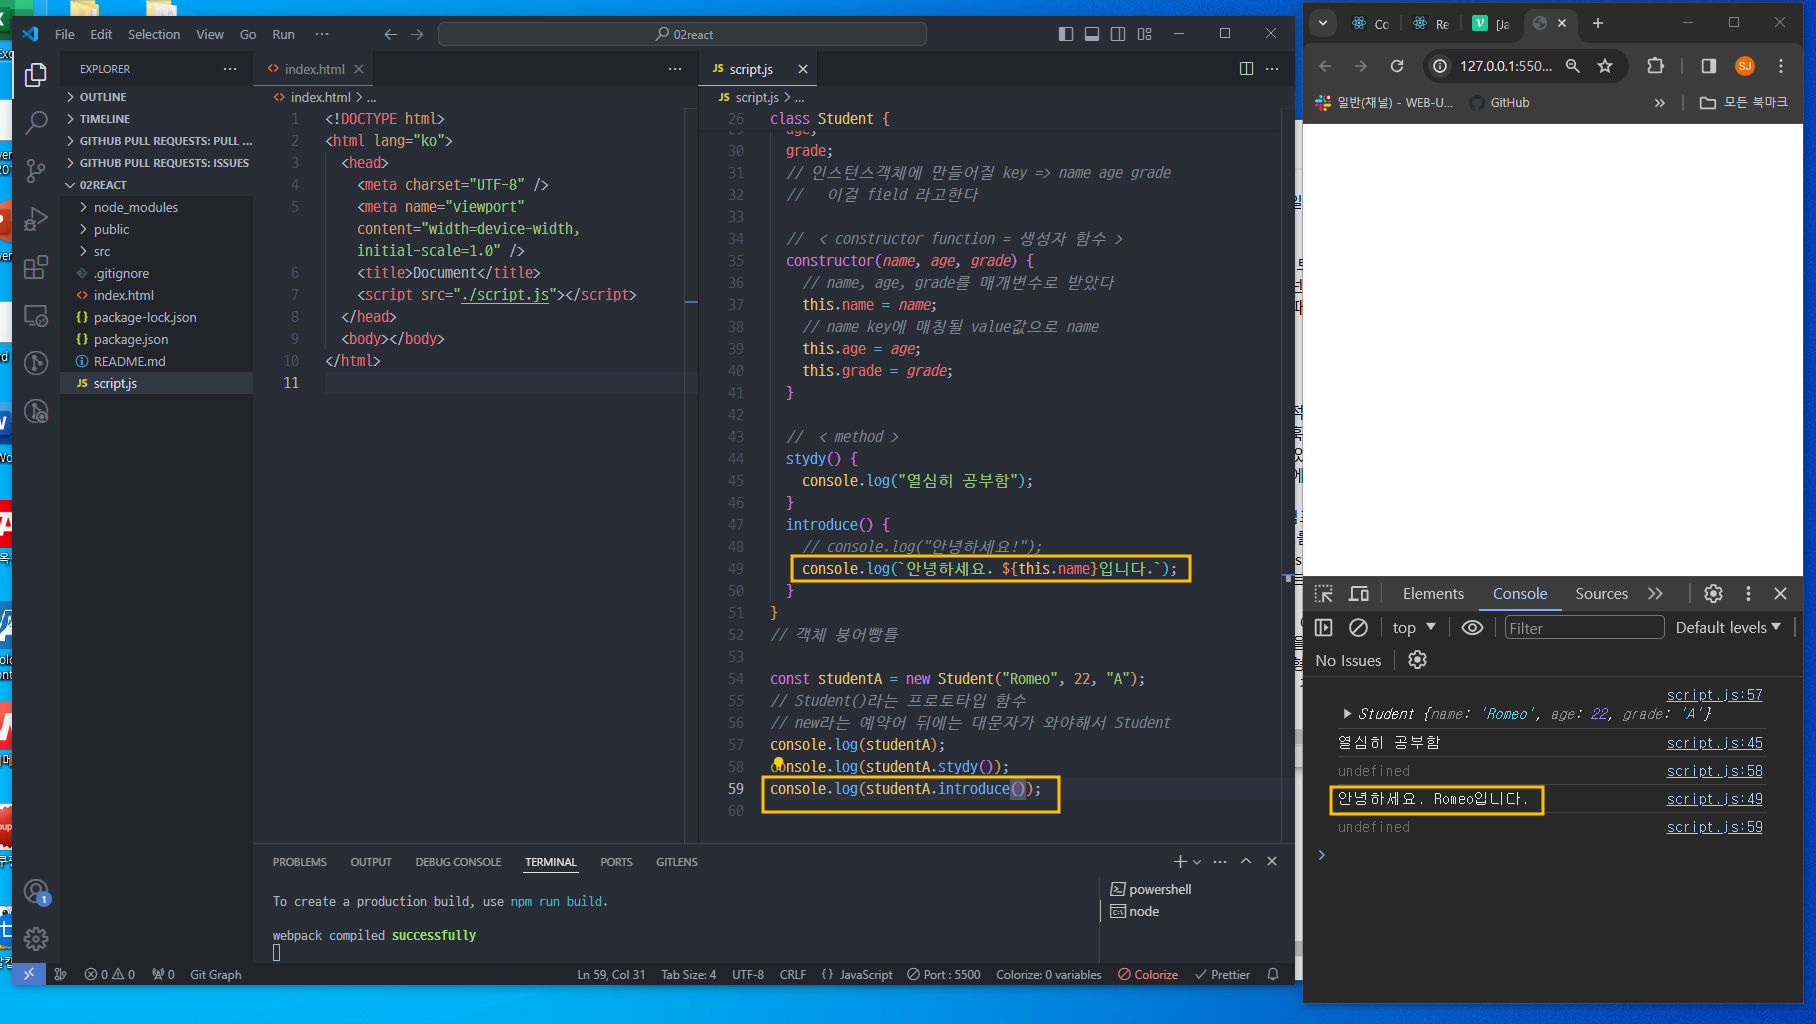 File Edit Selection View Go Run ··· 02react
EXPLORER ···
OUTLINE
TIMELINE
GITHUB PULL REQUESTS: PULL ...
GITHUB PULL REQUESTS: ISSUES
02REACT
node_modules
public
src
.gitignore
index.html
package-lock.json
package.json
README.md
JS script.js
index.html
index.html > ...
1 <!DOCTYPE html>
2 <html lang="ko">
3 <head>
4 <meta charset="UTF-8" />
5 <meta name="viewport"
content="width=device-width,
initial-scale=1.0" />
6 <title>Document</title>
7 <script src="./script.js"></script>
8 </head>
9 <body></body>
10 </html>
11
JS script.js
JS script.js > ...
26 class Student {
age;
30 grade;
31 // 인스턴스객체에 만들어질 key => name age grade
32 // 이걸 field 라고한다
33
34 // < constructor function = 생성자 함수 >
35 constructor(name, age, grade) {
36 // name, age, grade를 매개변수로 받았다
37 this.name = name;
38 // name key에 매칭될 value값으로 name
39 this.age = age;
40 this.grade = grade;
41 }
42
43 // < method >
44 stydy() {
45 console.log("열심히 공부함");
46 }
47 introduce() {
48 // console.log("안녕하세요!");
49 console.log(`안녕하세요. ${this.name}입니다.`);
50 }
51 }
52 // 객체 붕어빵틀
53
54 const studentA = new Student("Romeo", 22, "A");
55 // Student()라는 프로토타입 함수
56 // new라는 예약어 뒤에는 대문자가 와야해서 Student
57 console.log(studentA);
58 console.log(studentA.stydy());
59 console.log(studentA.introduce());
60
PROBLEMS OUTPUT DEBUG CONSOLE TERMINAL PORTS GITLENS
To create a production build, use npm run build.
webpack compiled successfully
powershell
node
1
0 0 0 Git Graph Ln 59, Col 31 Tab Size: 4 UTF-8 CRLF {} JavaScript Port : 5500 Colorize: 0 variables Colorize Prettier
Co Re [Ja
127.0.0.1:550... SJ
일반(채널) - WEB-U... GitHub » 모든 북마크
Elements Console Sources
top Filter Default levels
No Issues
script.js:57
Student {name: 'Romeo', age: 22, grade: 'A'}
열심히 공부함 script.js:45
undefined script.js:58
안녕하세요. Romeo입니다. script.js:49
undefined script.js:59